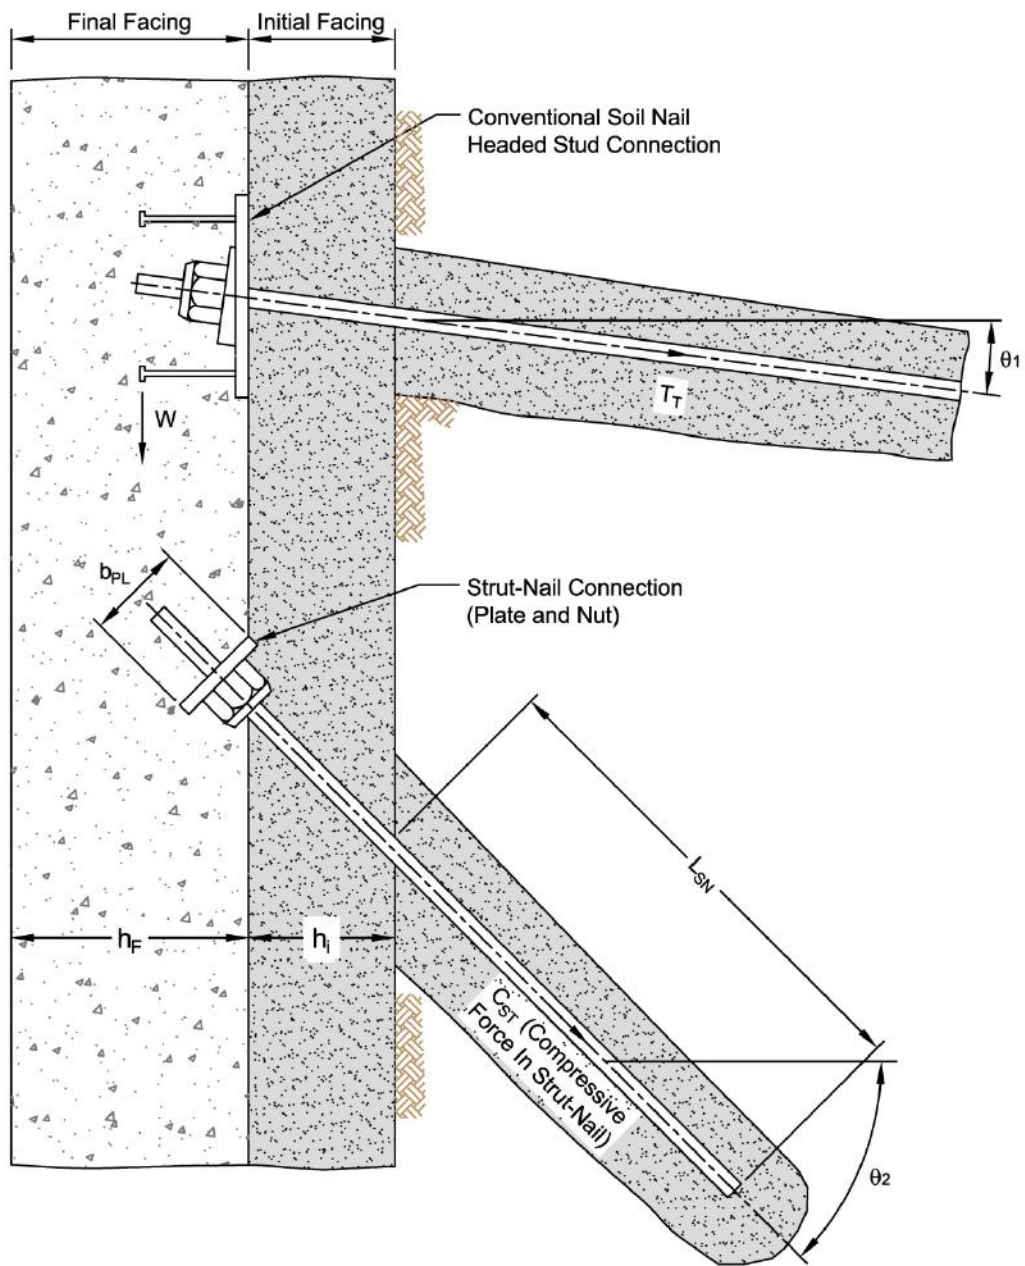 Final Facing
Initial Facing
Conventional Soil Nail
Headed Stud Connection
θ1
TT
W
bPL
Strut-Nail Connection
(Plate and Nut)
LSN
hF
hi
CST (Compressive
Force In Strut-Nail)
θ2